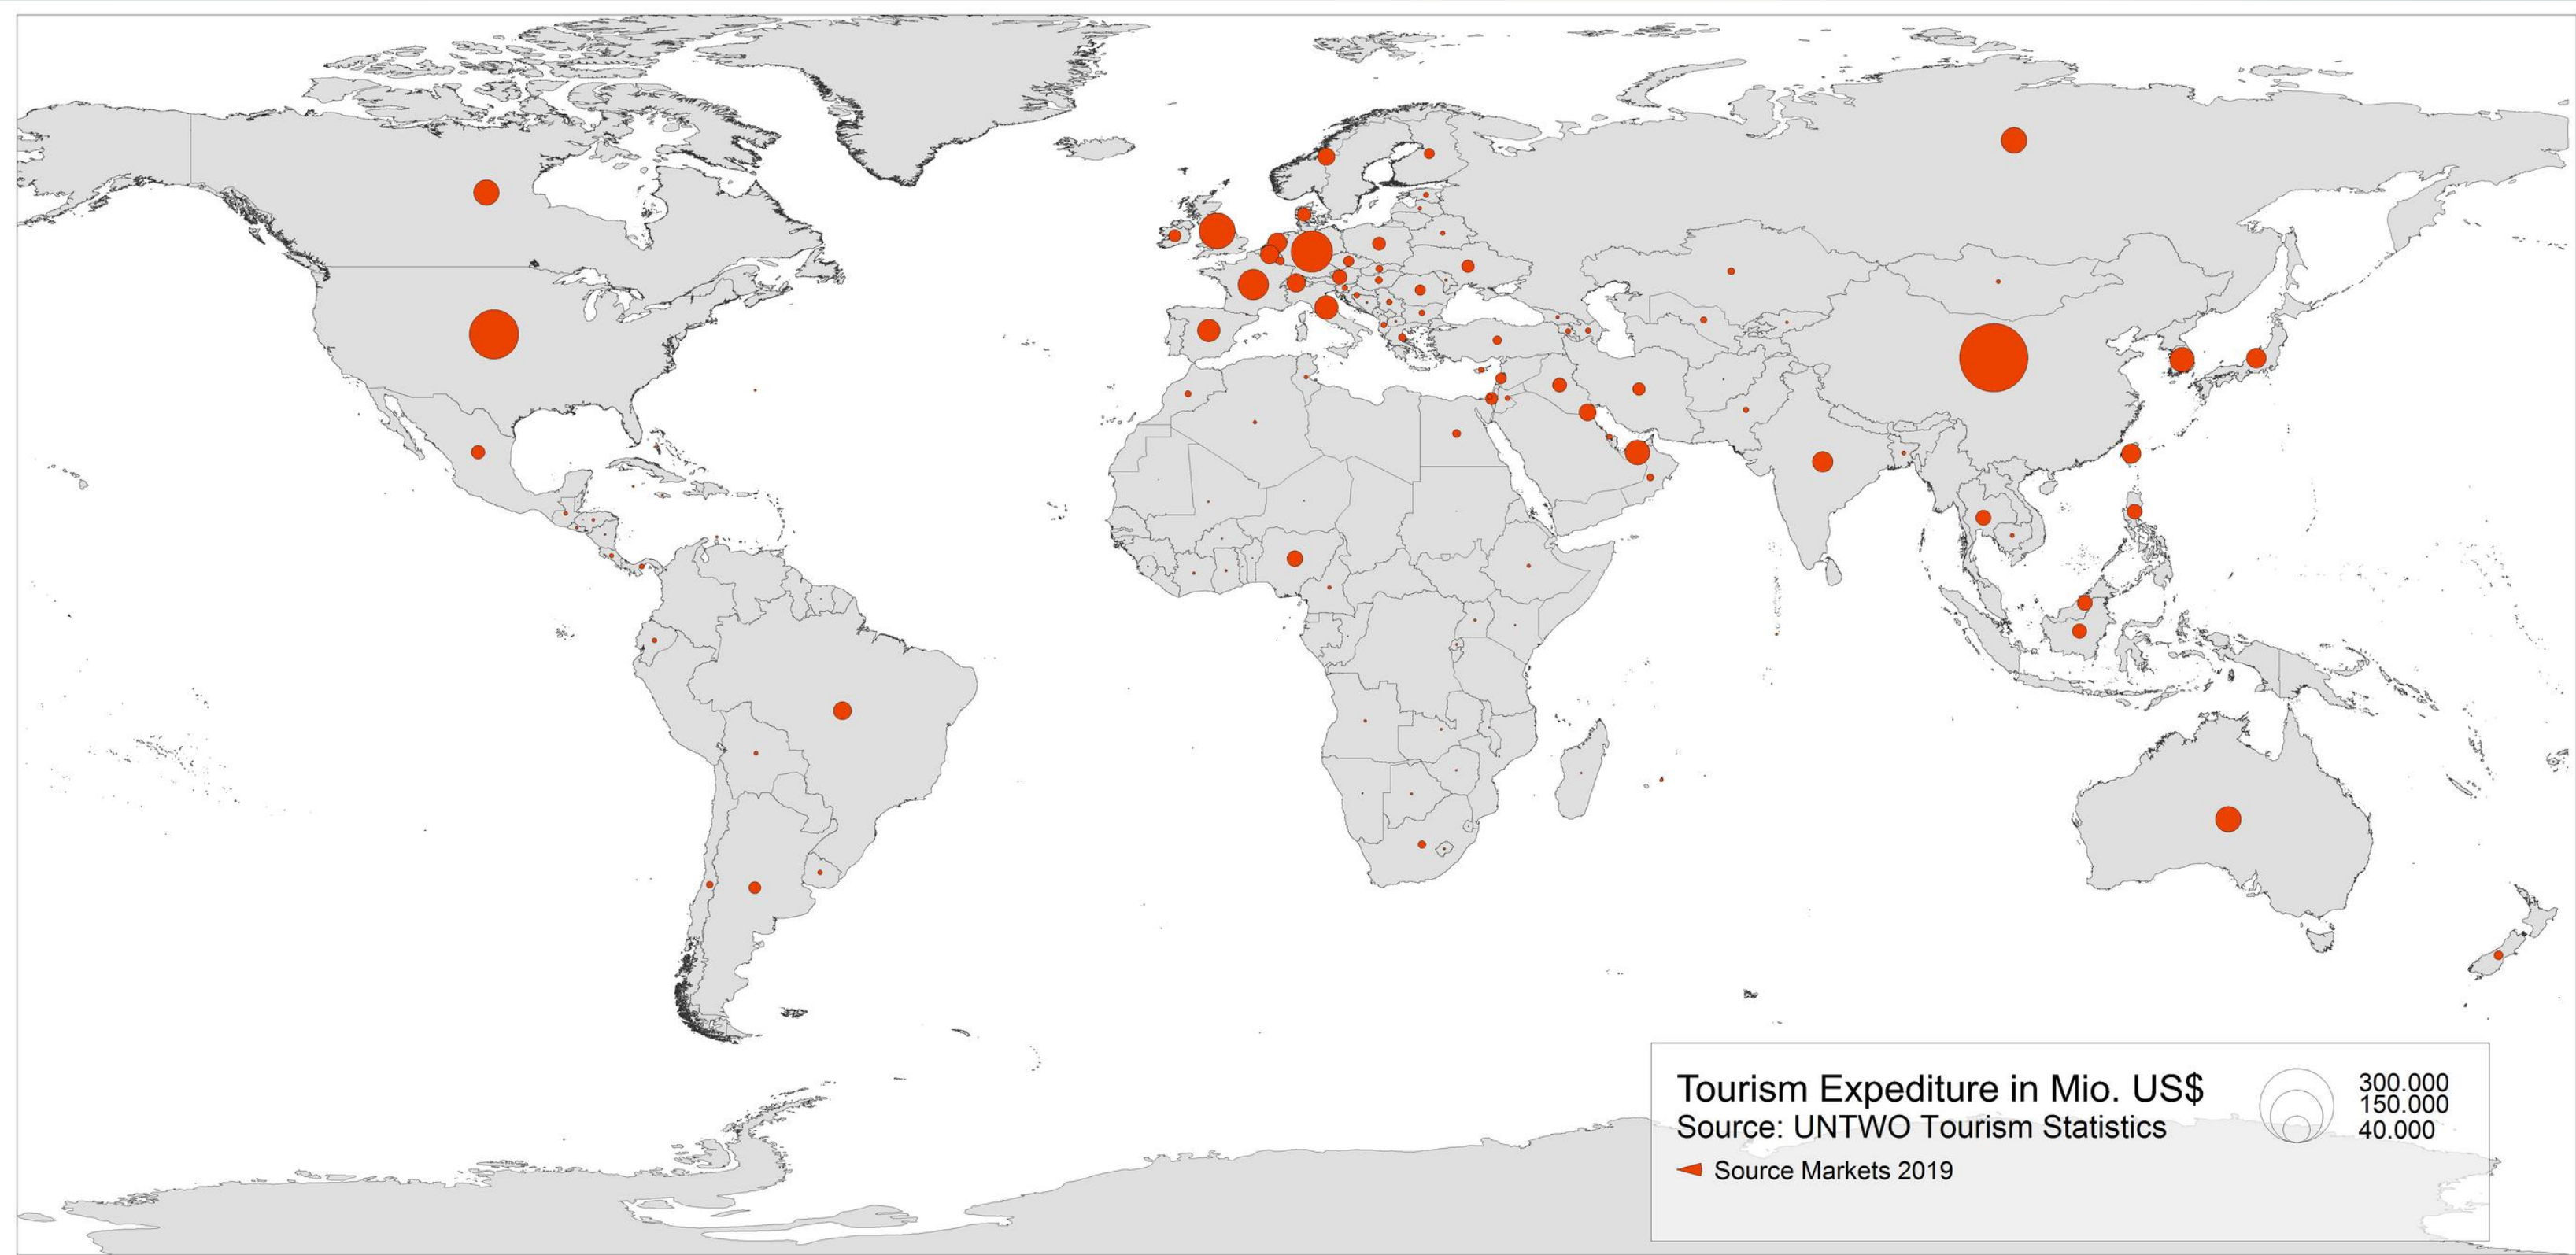 Tourism Expediture in Mio. US$
Source: UNTWO Tourism Statistics
Source Markets 2019
300.000
150.000
40.000